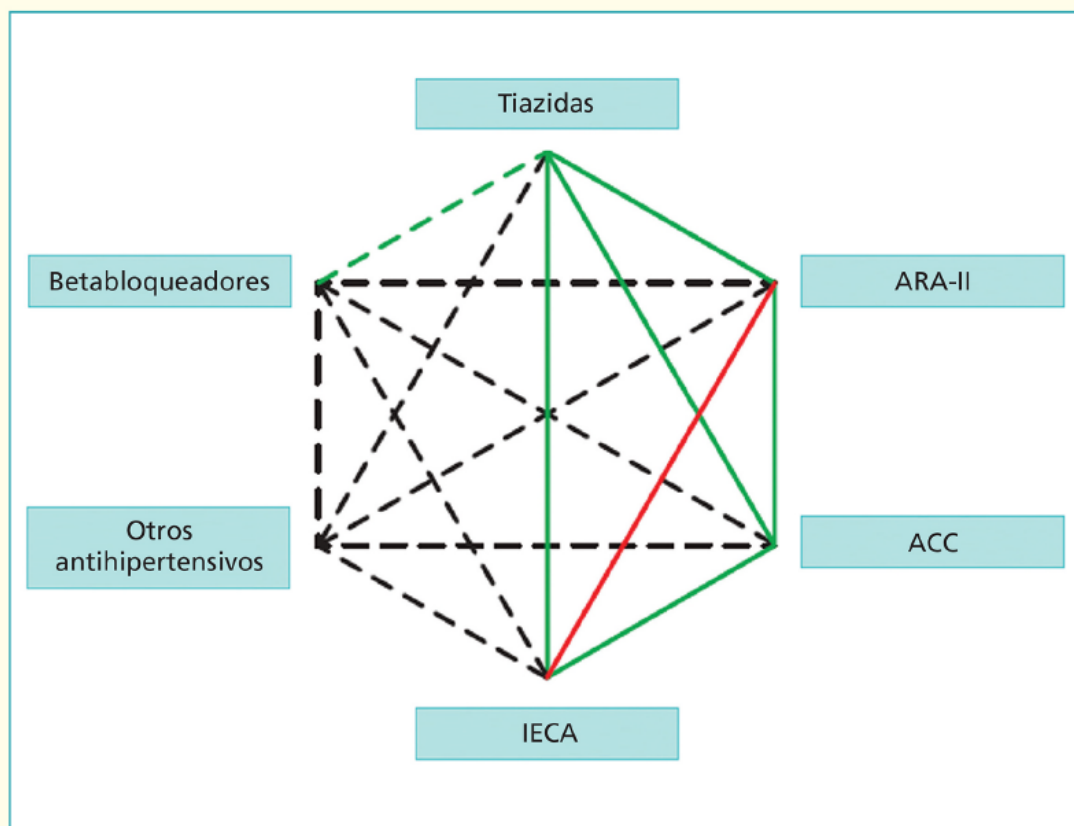 Tiazidas
Betabloqueadores
ARA-II
Otros
antihipertensivos
ACC
IECA